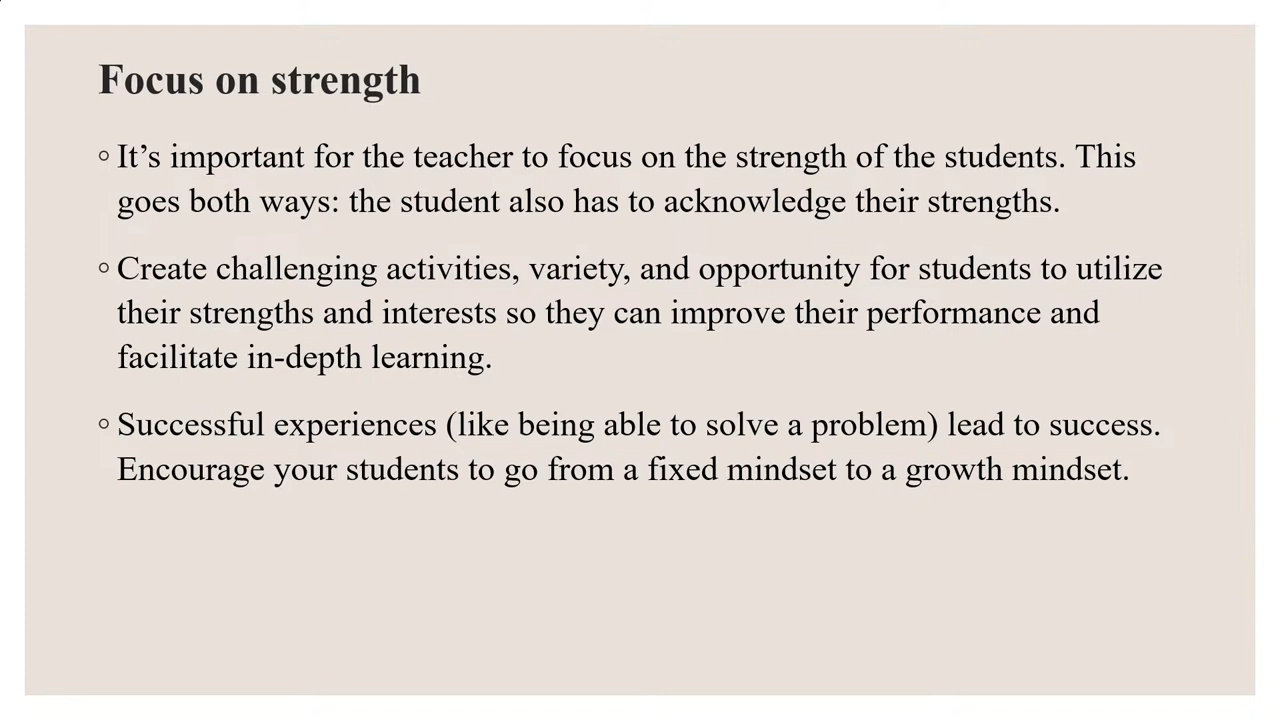 Focus on strength
◦ It’s important for the teacher to focus on the strength of the students. This
goes both ways: the student also has to acknowledge their strengths.
◦ Create challenging activities, variety, and opportunity for students to utilize
their strengths and interests so they can improve their performance and
facilitate in-depth learning.
◦ Successful experiences (like being able to solve a problem) lead to success.
Encourage your students to go from a fixed mindset to a growth mindset.